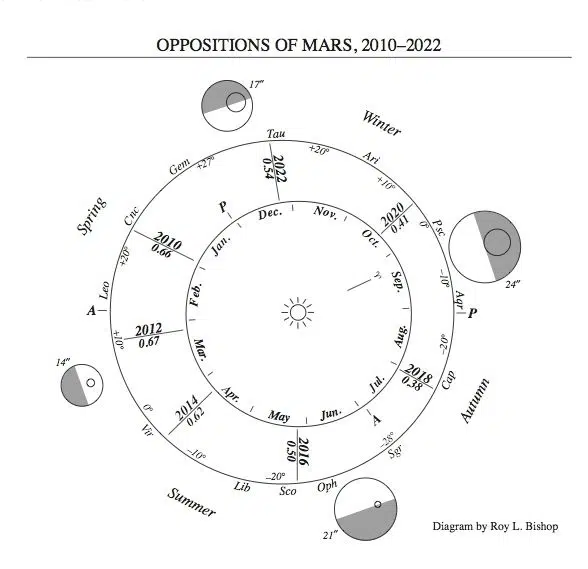 OPPOSITIONS OF MARS, 2010–2022
17"
Winter
Tau
+20°
Ari
Gem
+27°
2022
0.54
+10°
Spring
Cnc
P
Dec.
Nov.
2020
0.41
Psc
0°
2010
0.66
Jan.
Oct.
24"
+20°
Leo
Feb.
♈
Sep.
–10°
Aqr
A
P
+10°
2012
0.67
Mar.
Aug.
–20°
14"
2018
0.38
Cap
Autumn
0°
Vir
2014
0.62
Apr.
May
Jun.
Jul.
A
–28°
Sgr
–10°
2016
0.50
–20°
Lib
Sco
Oph
Summer
21"
Diagram by Roy L. Bishop